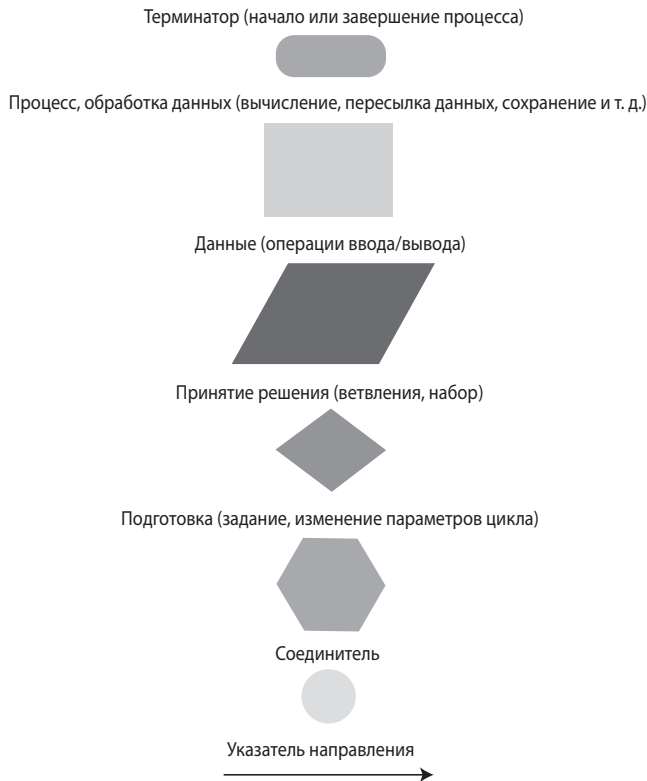 Терминатор (начало или завершение процесса)
Процесс, обработка данных (вычисление, пересылка данных, сохранение и т. д.)
Данные (операции ввода/вывода)
Принятие решения (ветвления, набор)
Подготовка (задание, изменение параметров цикла)
Соединитель
Указатель направления